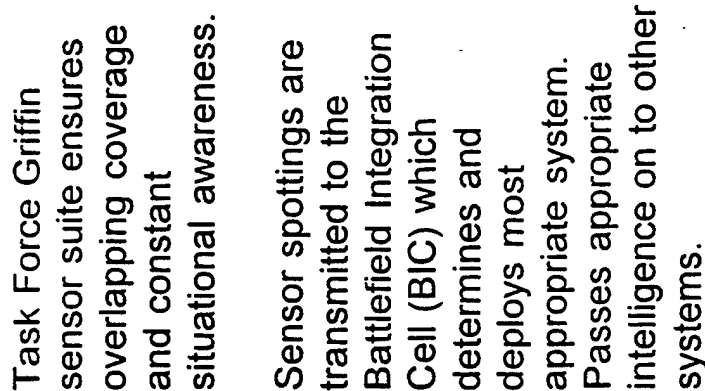 Task Force Griffin
sensor suite ensures
overlapping coverage
and constant
situational awareness.
Sensor spottings are
transmitted to the
Battlefield Integration
Cell (BIC) which
determines and
deploys most
appropriate system.
Passes appropriate
intelligence on to other
systems.